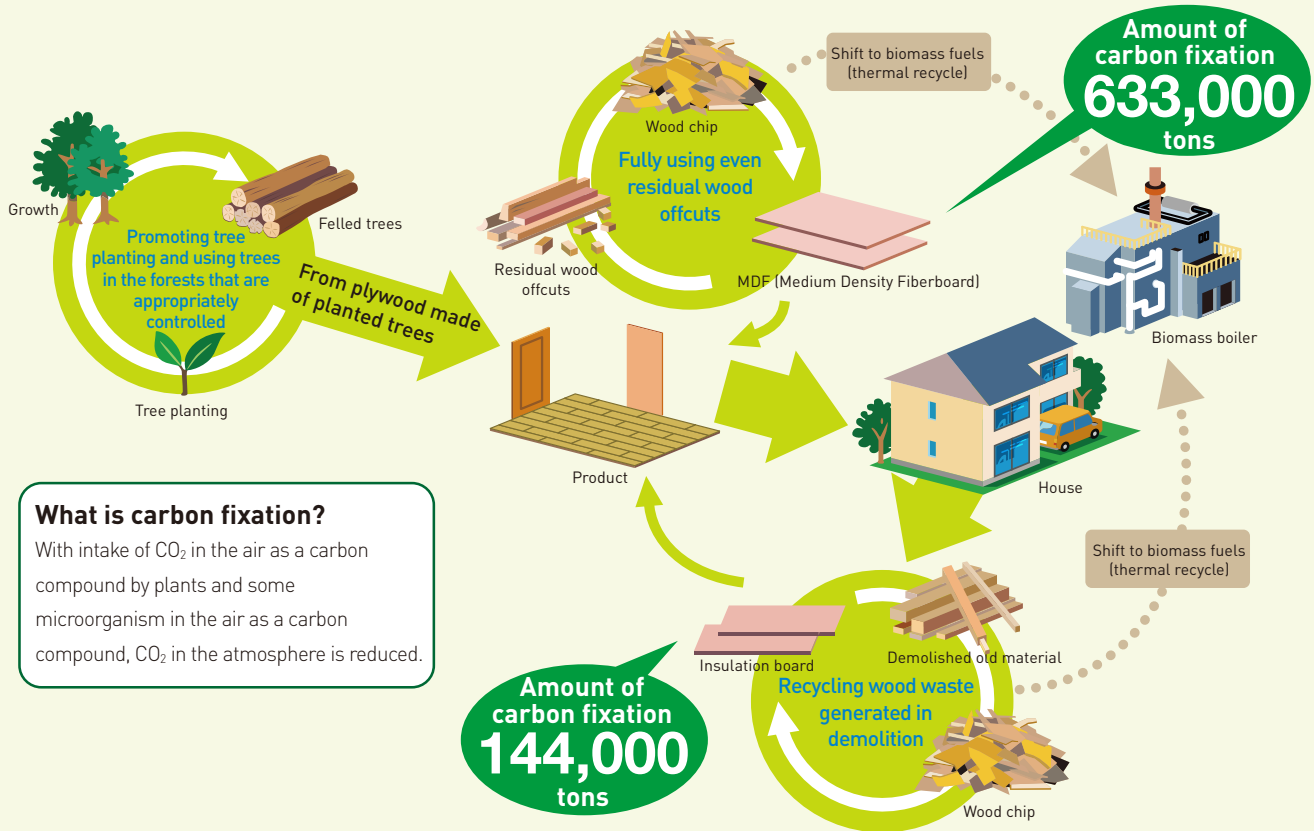 Growth
Felled trees
Promoting tree
planting and using trees
in the forests that are
appropriately
controlled
Tree planting
From plywood made
of planted trees
Wood chip
Fully using even
residual wood
offcuts
Residual wood
offcuts
MDF (Medium Density Fiberboard)
Shift to biomass fuels
(thermal recycle)
Amount of
carbon fixation
633,000
tons
Biomass boiler
Product
House
Shift to biomass fuels
(thermal recycle)
What is carbon fixation?
With intake of CO₂ in the air as a carbon
compound by plants and some
microorganism in the air as a carbon
compound, CO₂ in the atmosphere is reduced.
Insulation board
Demolished old material
Recycling wood waste
generated in
demolition
Wood chip
Amount of
carbon fixation
144,000
tons